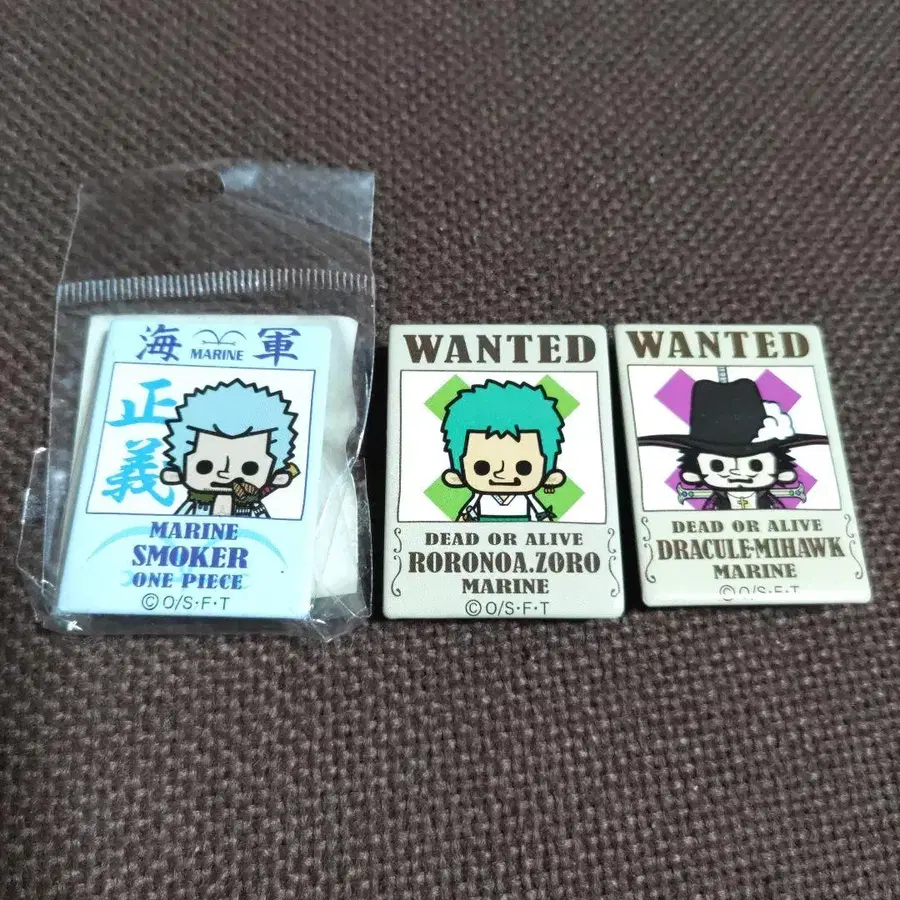 海 MARINE 軍
正義
MARINE
SMOKER
ONE PIECE
©O/S・F・T
WANTED
DEAD OR ALIVE
RORONOA.ZORO
MARINE
©O/S・F・T
WANTED
DEAD OR ALIVE
DRACULE•MIHAWK
MARINE
©O/S・F・T